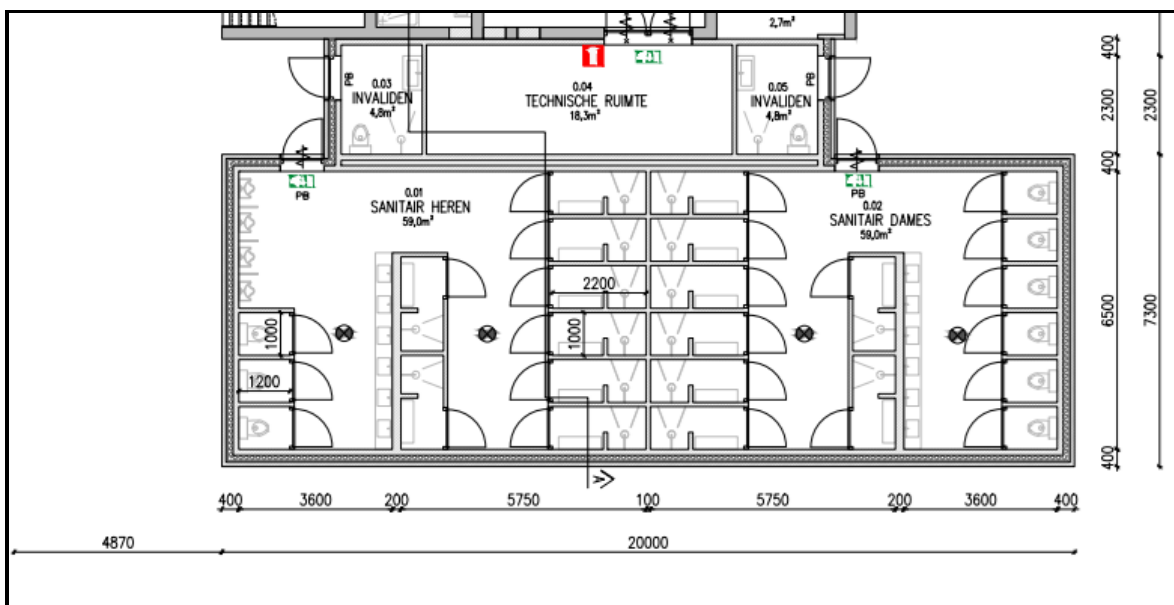 2,7m²
0.03
INVALIDEN
4,8m²
PB
0.04
TECHNISCHE RUIMTE
18,3m²
0.05
INVALIDEN
4,8m²
PB
400
2300
2300
400
PB
0.01
SANITAIR HEREN
59,0m²
PB
0.02
SANITAIR DAMES
59,0m²
2200
1000
1000
1200
6500
7300
400
A
400
3600
200
5750
100
5750
200
3600
400
4870
20000